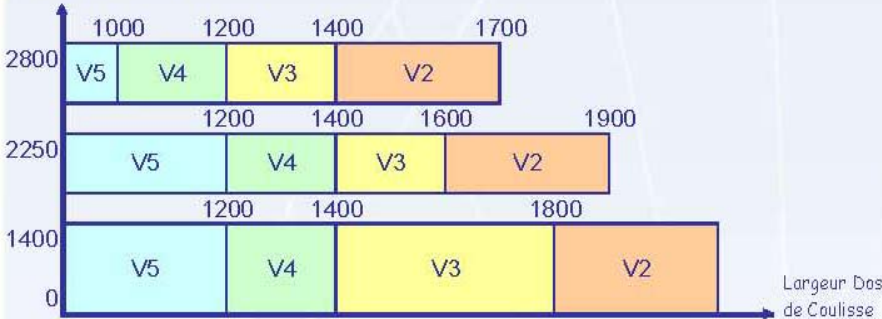 1000 1200 1400 1700
2800 V5 V4 V3 V2
1200 1400 1600 1900
2250 V5 V4 V3 V2
1200 1400 1800
1400
V5 V4 V3 V2
0
Largeur Dos
de Coulisse